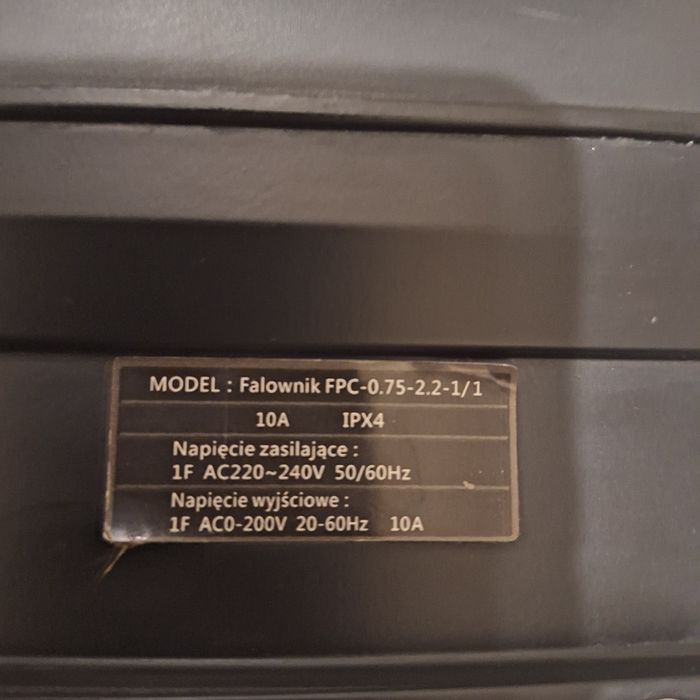 MODEL : Falownik FPC-0.75-2.2-1/1
10A IPX4
Napięcie zasilające :
1F AC220~240V 50/60Hz
Napięcie wyjściowe :
1F AC0-200V 20-60Hz 10A